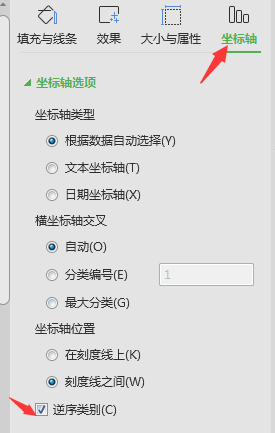 填充与线条 效果 大小与属性 坐标轴
坐标轴选项
坐标轴类型
根据数据自动选择(Y)
文本坐标轴(T)
日期坐标轴(X)
横坐标轴交叉
自动(O)
分类编号(E) 1
最大分类(G)
坐标轴位置
在刻度线上(K)
刻度线之间(W)
逆序类别(C)